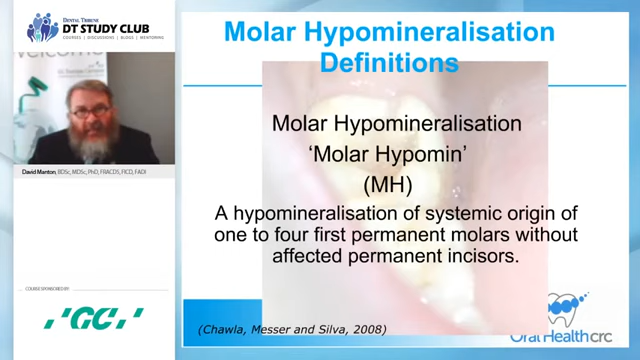 DENTAL TRIBUNE
DT STUDY CLUB
COURSES | DISCUSSIONS | BLOGS | MENTORING
Molar Hypomineralisation
Definitions
welcome
David Manton, BDSc, MDSc, PhD, FRACDS, FICD, FADI
Molar Hypomineralisation
‘Molar Hypomin’
(MH)
A hypomineralisation of systemic origin of
one to four first permanent molars without
affected permanent incisors.
COURSE SPONSORED BY:
GC
(Chawla, Messer and Silva, 2008)
Oral Health crc